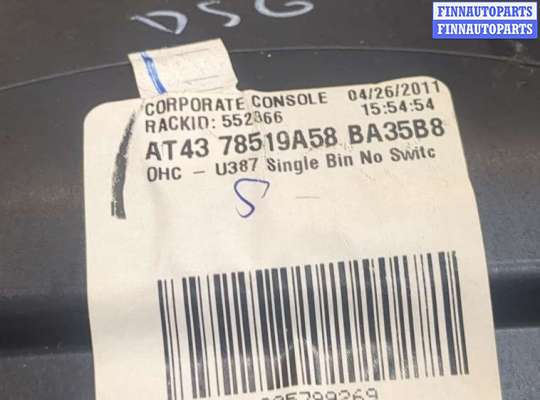 FINNAUTOPARTS
FINNAUTOPARTS
DSG
CORPORATE CONSOLE 04/26/2011
RACKID: 552866 15:54:54
AT43 78519A58 BA35B8
OHC - U387 Single Bin No Switc
S